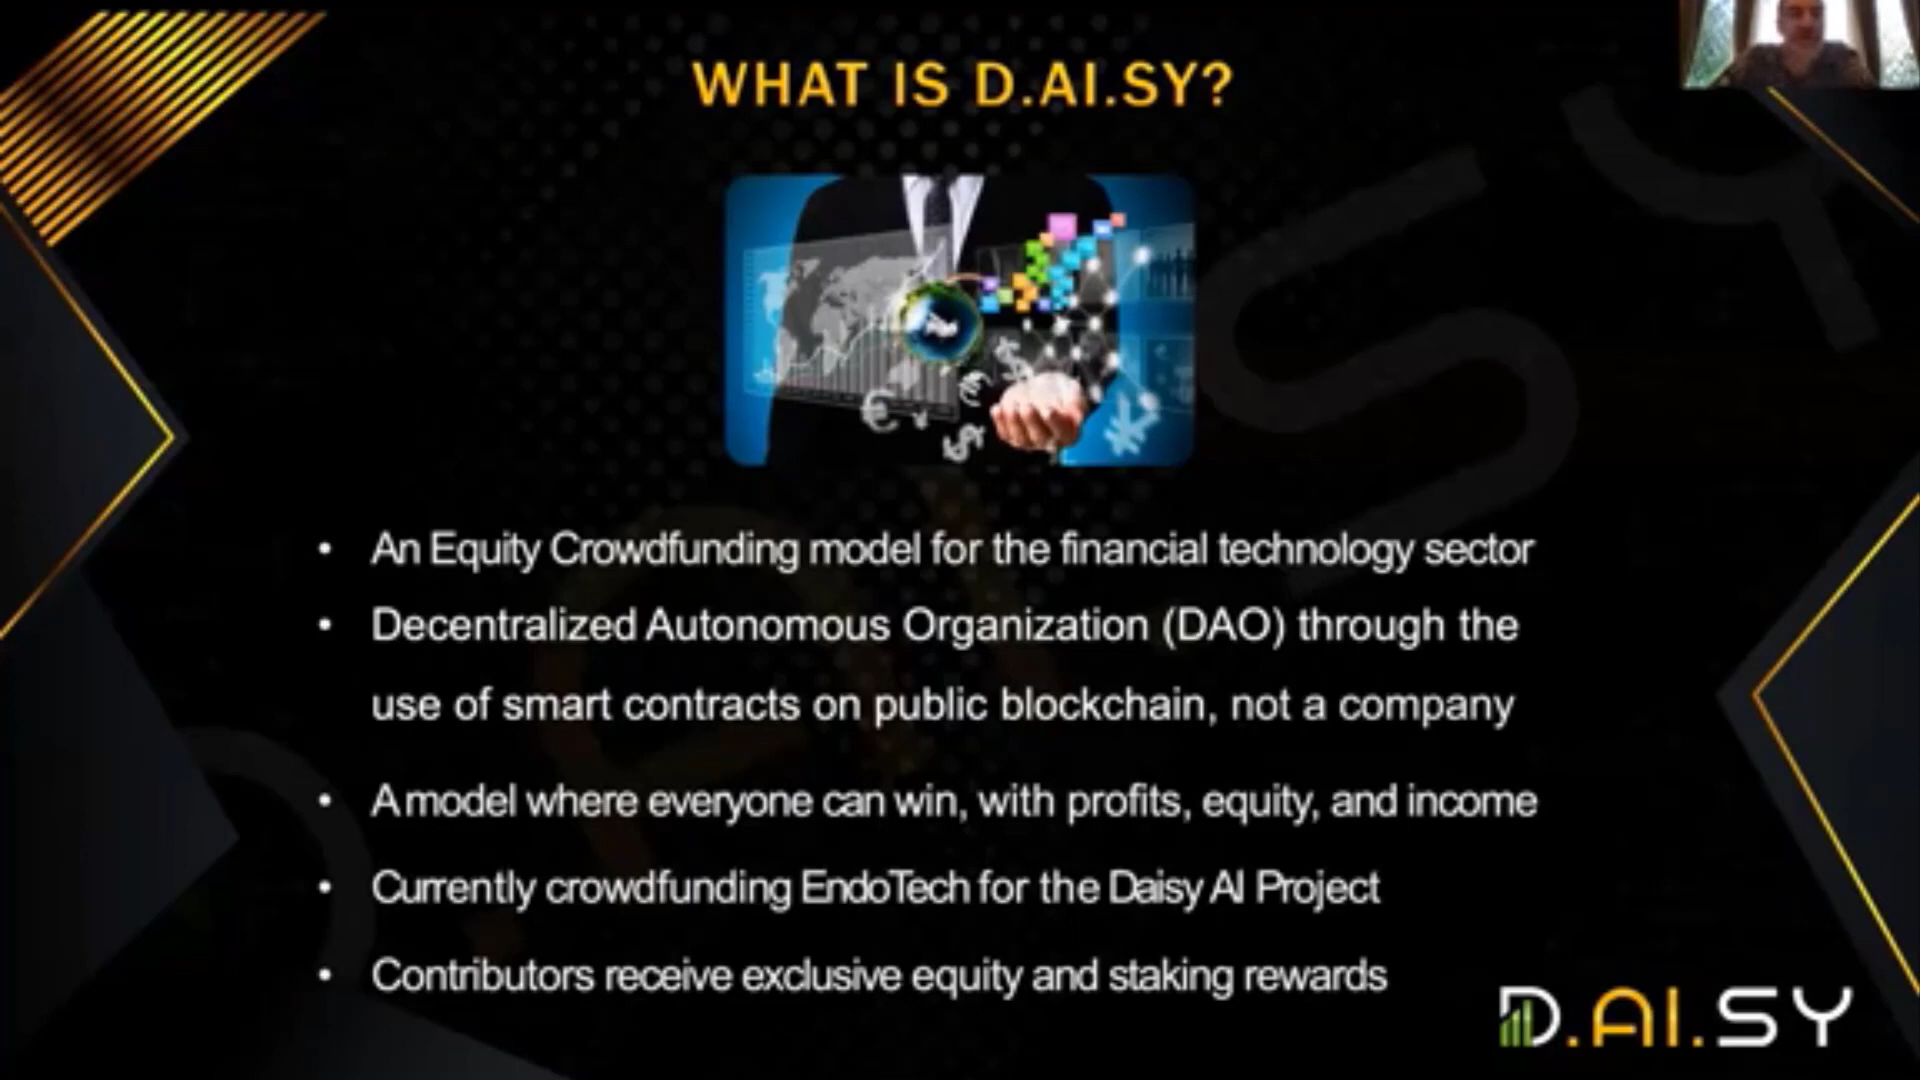 WHAT IS D.AI.SY?
• An Equity Crowdfunding model for the financial technology sector
• Decentralized Autonomous Organization (DAO) through the
use of smart contracts on public blockchain, not a company
• A model where everyone can win, with profits, equity, and income
• Currently crowdfunding EndoTech for the Daisy AI Project
• Contributors receive exclusive equity and staking rewards
D.AI.SY